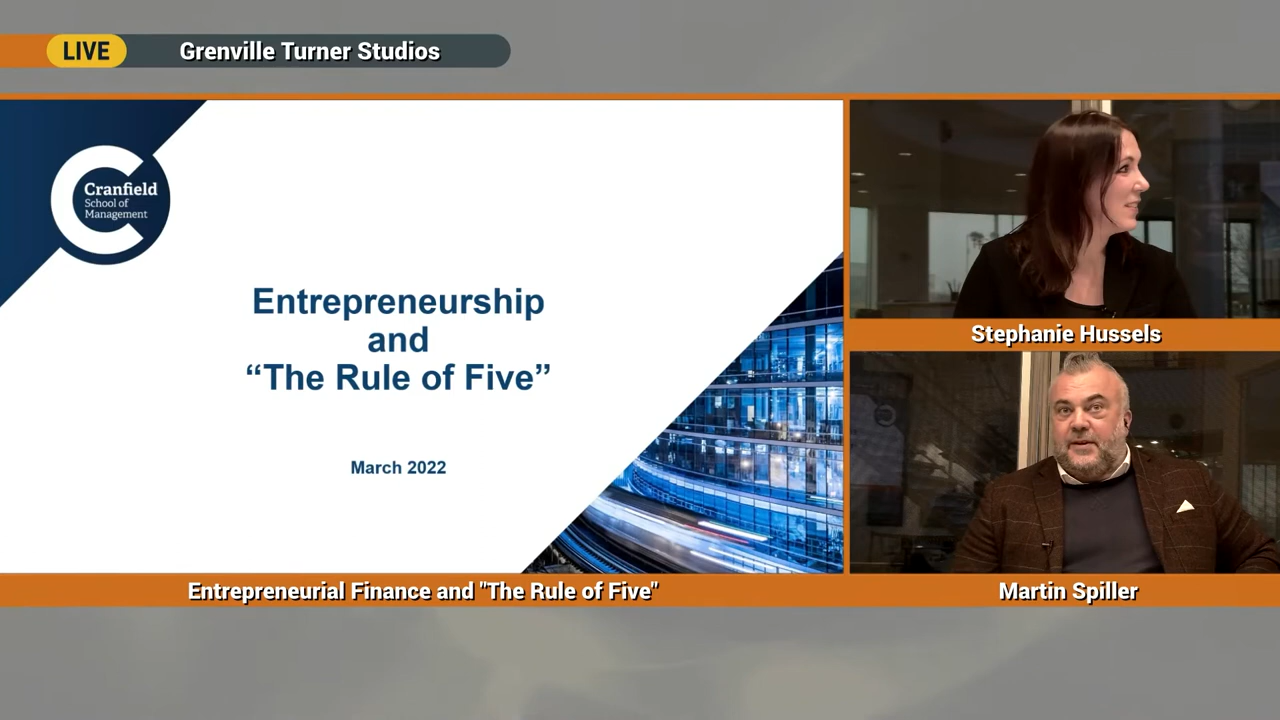 LIVE
Grenville Turner Studios
Cranfield
School of
Management
Entrepreneurship
and
“The Rule of Five”
March 2022
Stephanie Hussels
Entrepreneurial Finance and "The Rule of Five"
Martin Spiller